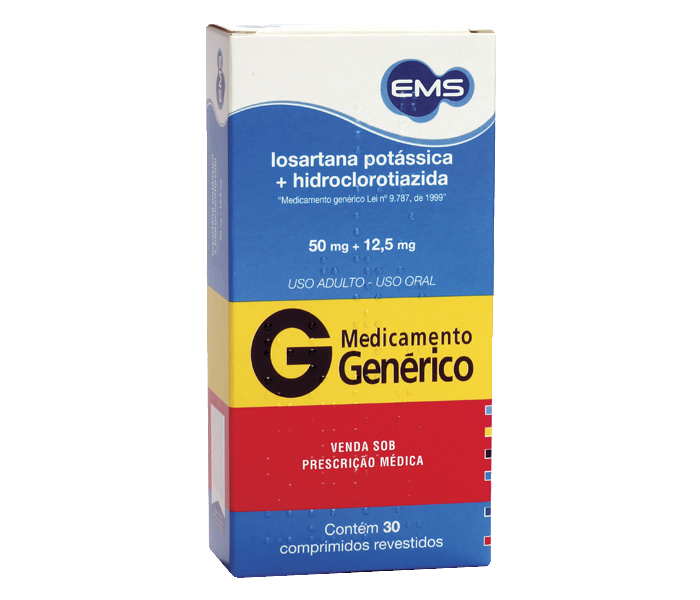 EMS
losartana potássica
+ hidroclorotiazida
"Medicamento genérico Lei nº 9.787, de 1999"
50 mg + 12,5 mg
USO ADULTO - USO ORAL
G Medicamento
Genérico
VENDA SOB
PRESCRIÇÃO MÉDICA
Contém 30
comprimidos revestidos